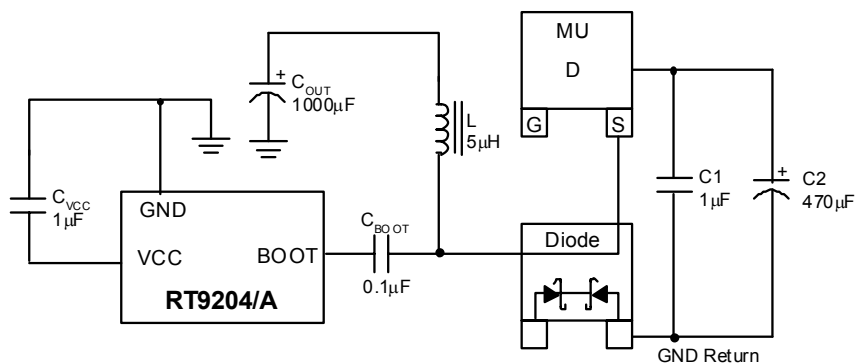 MU
D
G
S
+
C_OUT
1000µF
L
5µH
C_VCC
1µF
GND
VCC
BOOT
RT9204/A
C_BOOT
0.1µF
Diode
C1
1µF
+
C2
470µF
GND Return